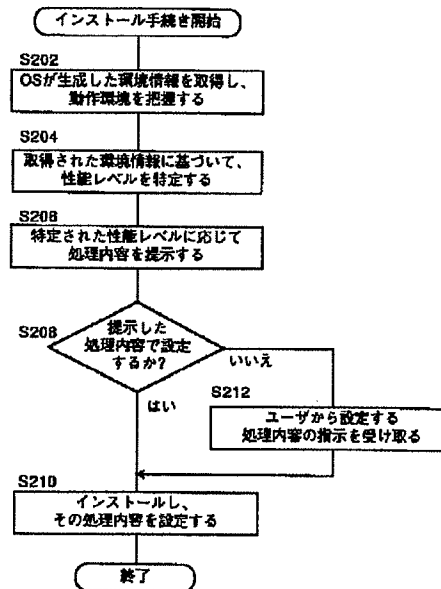 インストール手続き開始
S202
OSが生成した環境情報を取得し、
動作環境を把握する
S204
取得された環境情報に基づいて、
性能レベルを特定する
S206
特定された性能レベルに応じて
処理内容を提示する
S208
提示した
処理内容で設定
するか?
いいえ
はい
S212
ユーザから設定する
処理内容の指示を受け取る
S210
インストールし、
その処理内容を設定する
終了